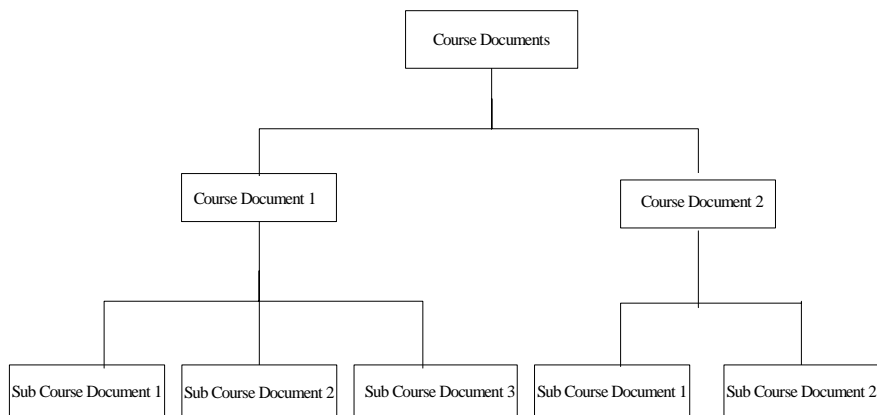 Course Documents
Course Document 1
Course Document 2
Sub Course Document 1
Sub Course Document 2
Sub Course Document 3
Sub Course Document 1
Sub Course Document 2